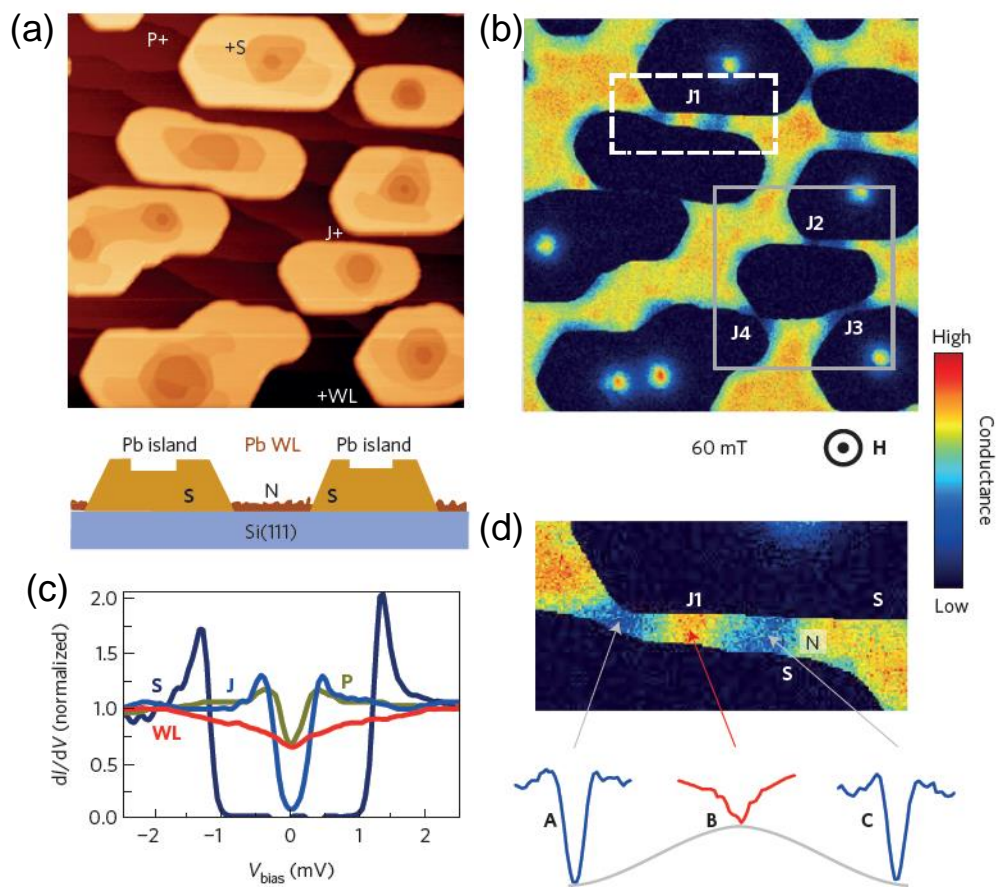 (a)
P+
+S
J+
+WL
Pb island
Pb WL
Pb island
S
N
S
Si(111)
(b)
J1
J2
J4
J3
60 mT
H
High
Conductance
Low
(c)
dI/dV (normalized)
2.0
1.5
1.0
0.5
0.0
S
J
P
WL
−2
−1
0
1
2
Vbias (mV)
(d)
J1
S
N
S
A
B
C